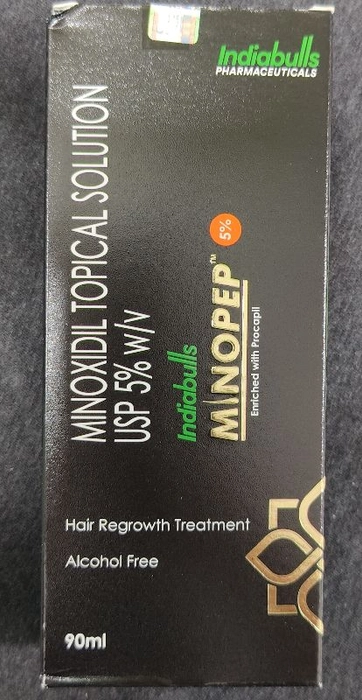 Indiabulls
PHARMACEUTICALS
MINOXIDIL TOPICAL SOLUTION
USP 5% w/v
Indiabulls
MINOPEP™ 5%
Enriched with Procapil
Hair Regrowth Treatment
Alcohol Free
90ml